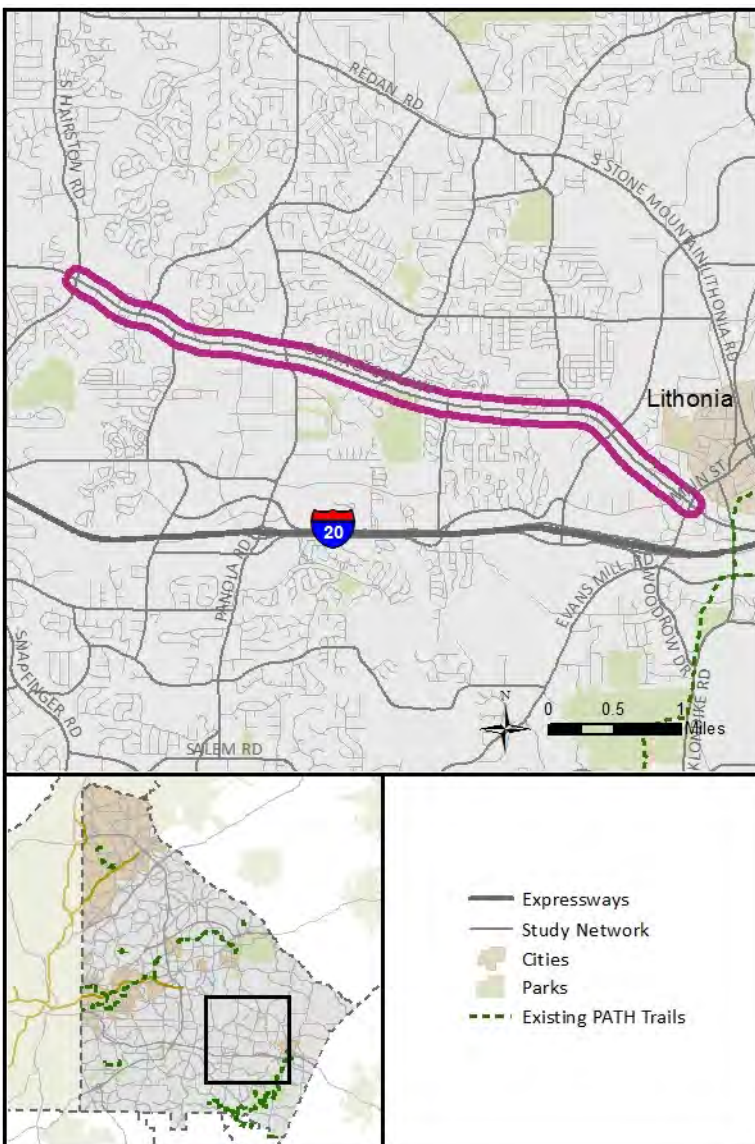 S HAIRSTON RD
REDAN RD
S STONE MOUNTAIN LITHONIA RD
Lithonia
MAIN ST
20
PANOLA RD
EVANS MILL RD
WOODROW DR
SNAPFINGER RD
KLONDIKE RD
SALEM RD
N
0 0.5 1
Miles
Expressways
Study Network
Cities
Parks
Existing PATH Trails